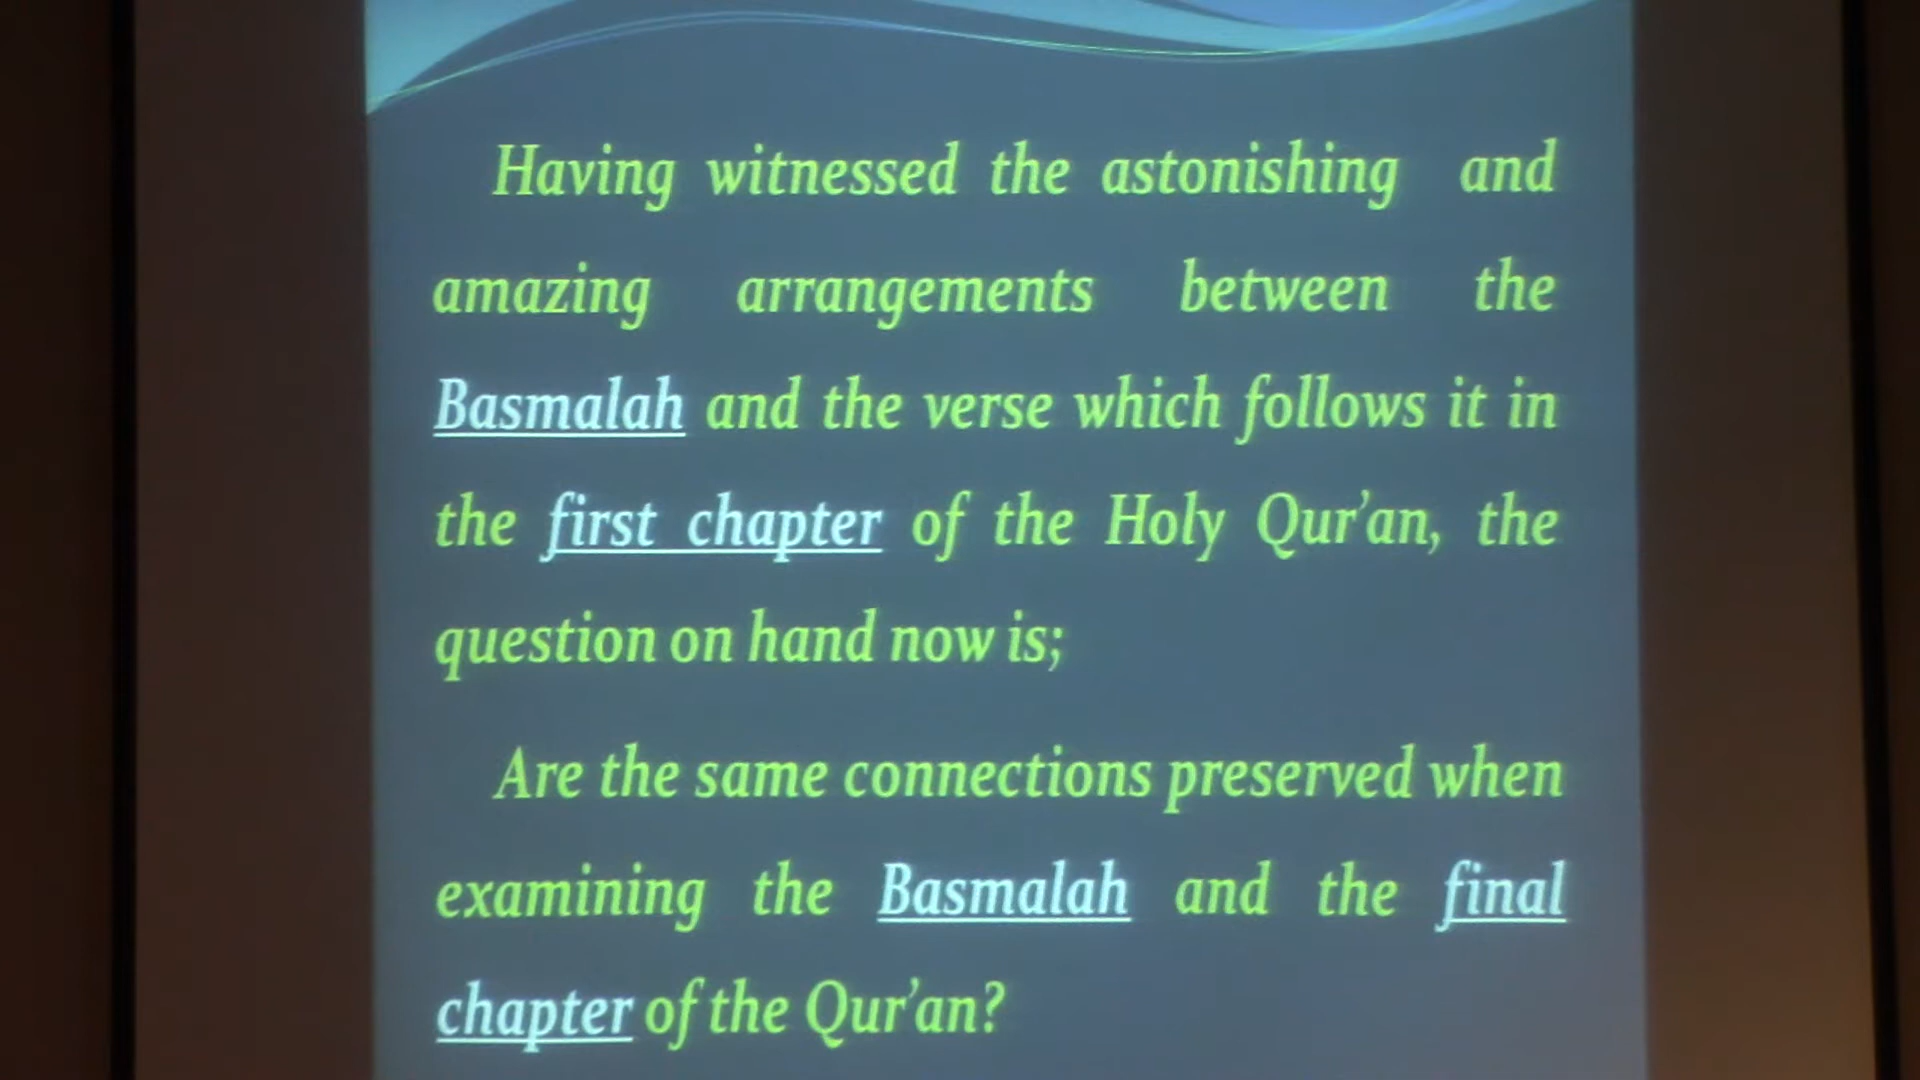 Having witnessed the astonishing and
amazing arrangements between the
Basmalah and the verse which follows it in
the first chapter of the Holy Qur’an, the
question on hand now is;
Are the same connections preserved when
examining the Basmalah and the final
chapter of the Qur’an?